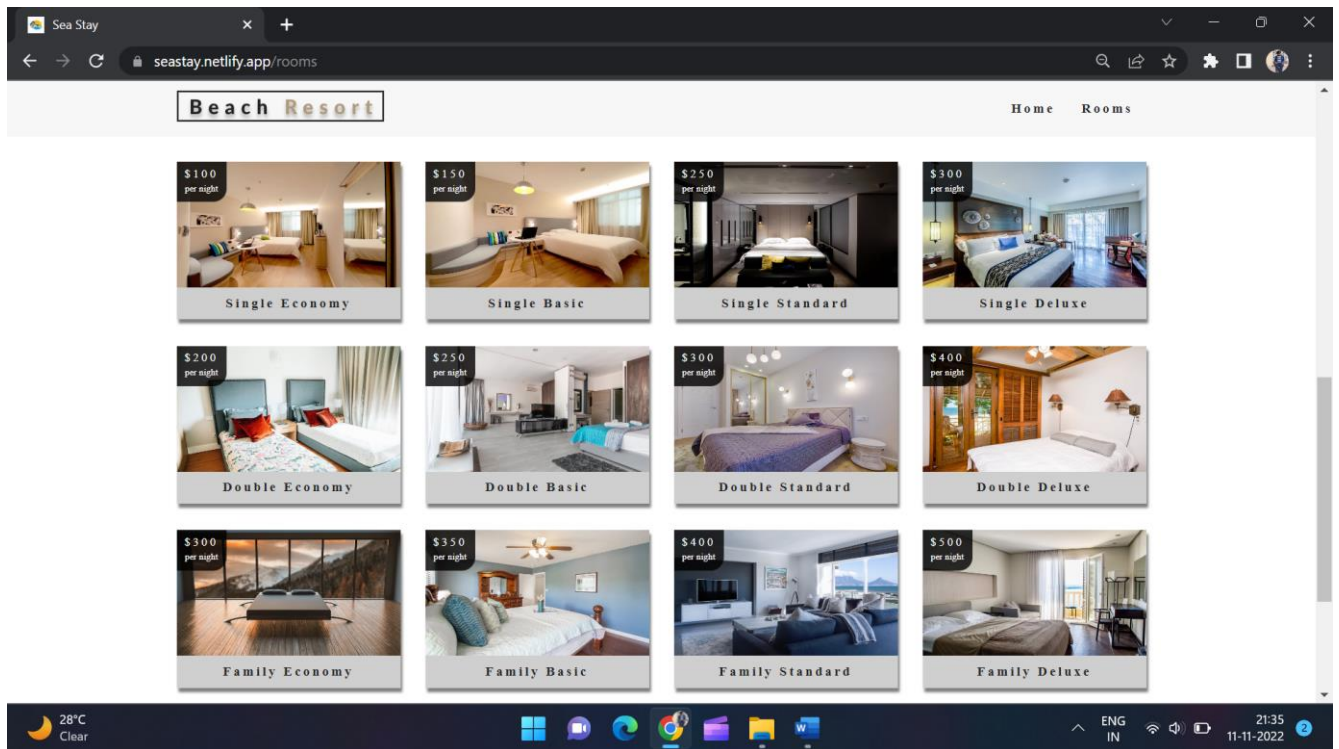 Sea Stay
seastay.netlify.app/rooms
Beach Resort
Home Rooms
$100
per night
$150
per night
$250
per night
$300
per night
Single Economy
Single Basic
Single Standard
Single Deluxe
$200
per night
$250
per night
$300
per night
$400
per night
Double Economy
Double Basic
Double Standard
Double Deluxe
$300
per night
$350
per night
$400
per night
$500
per night
Family Economy
Family Basic
Family Standard
Family Deluxe
28°C
Clear
ENG
IN
21:35
11-11-2022
2